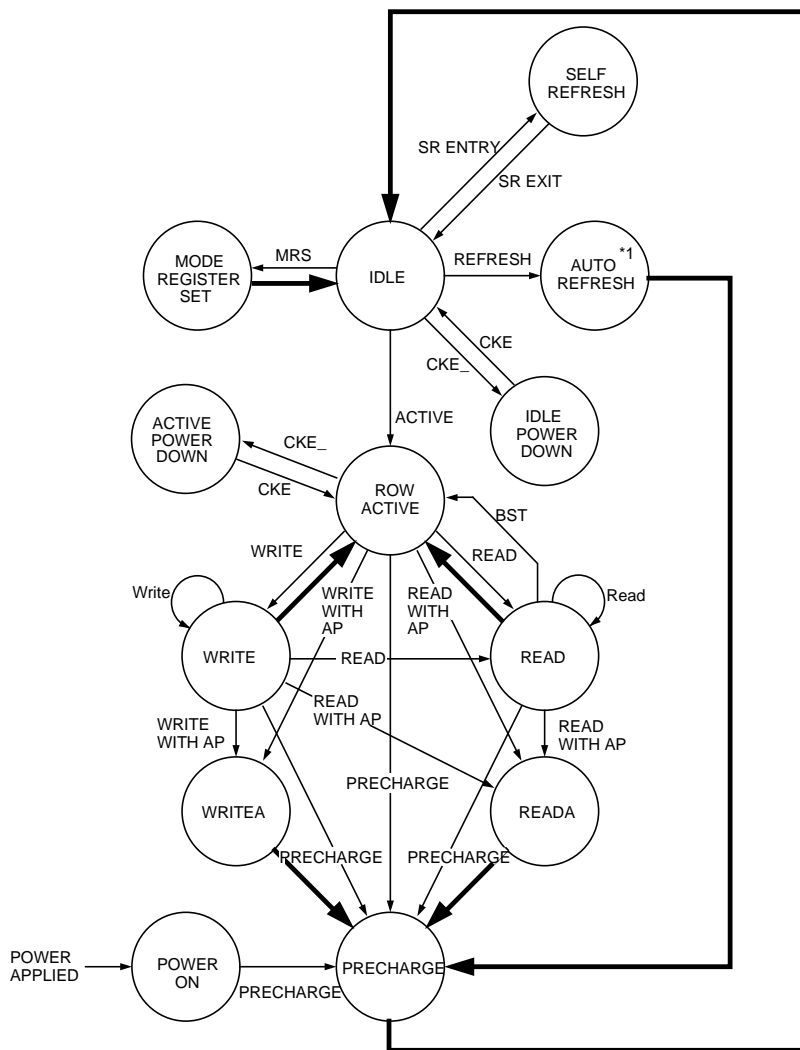 SELF
REFRESH
SR ENTRY
SR EXIT
MODE
REGISTER
SET
MRS
IDLE
REFRESH
*1
AUTO
REFRESH
CKE
CKE_
IDLE
POWER
DOWN
ACTIVE
ACTIVE
POWER
DOWN
CKE_
CKE
ROW
ACTIVE
BST
WRITE
READ
Write
WRITE
WITH
AP
READ
WITH
AP
Read
WRITE
READ
READ
READ
WITH AP
WRITE
WITH AP
READ
WITH AP
PRECHARGE
WRITEA
READA
PRECHARGE
PRECHARGE
POWER
APPLIED
POWER
ON
PRECHARGE
PRECHARGE